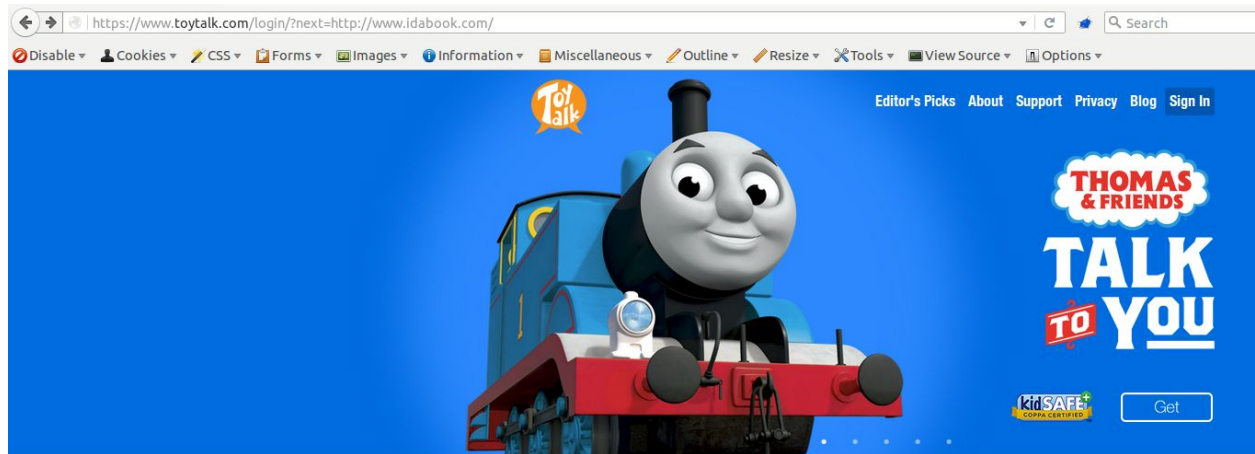 https://www.toytalk.com/login/?next=http://www.idabook.com/
Search
Disable Cookies CSS Forms Images Information Miscellaneous Outline Resize Tools View Source Options
Toy Talk
Editor's Picks About Support Privacy Blog Sign In
THOMAS
& FRIENDS
TALK
TO YOU
1
kidSAFE+
COPPA CERTIFIED
Get